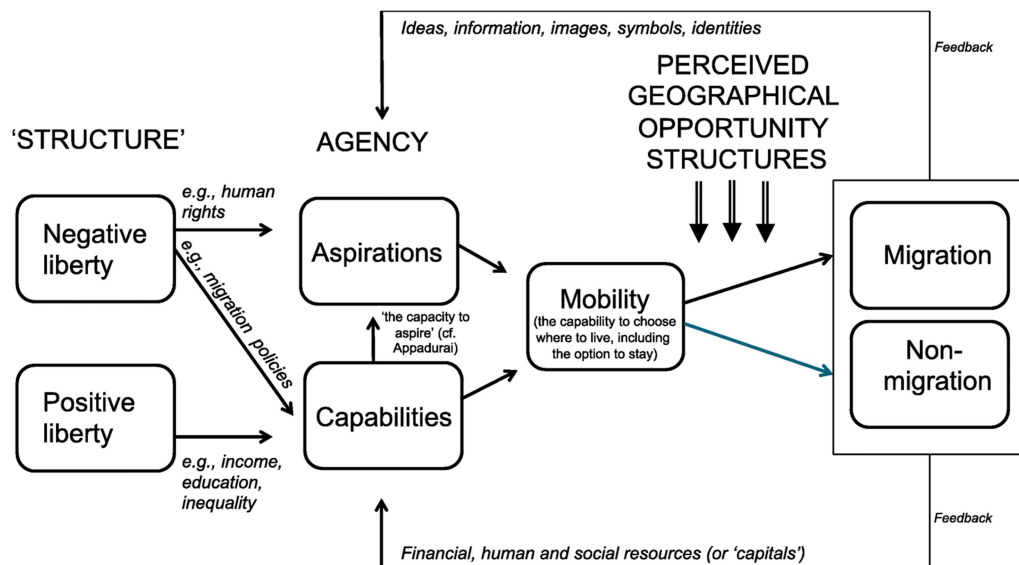 Ideas, information, images, symbols, identities
Feedback
PERCEIVED
GEOGRAPHICAL
OPPORTUNITY
STRUCTURES
‘STRUCTURE’
AGENCY
Negative
liberty
e.g., human
rights
e.g., migration policies
Aspirations
‘the capacity to
aspire’ (cf.
Appadurai)
Mobility
(the capability to choose
where to live, including
the option to stay)
Migration
Non-
migration
Positive
liberty
Capabilities
e.g., income,
education,
inequality
Feedback
Financial, human and social resources (or ‘capitals’)